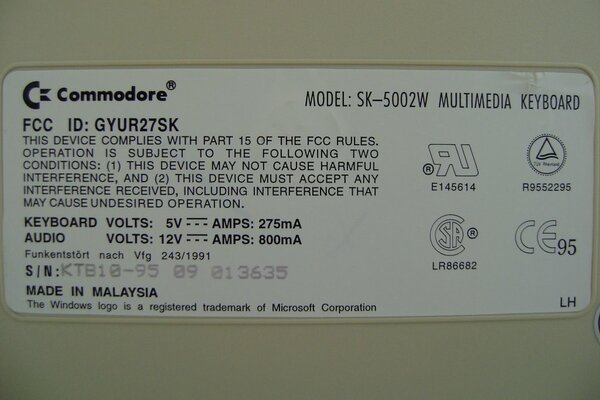 Commodore®
MODEL: SK-5002W MULTIMEDIA KEYBOARD
FCC ID: GYUR27SK
THIS DEVICE COMPLIES WITH PART 15 OF THE FCC RULES.
OPERATION IS SUBJECT TO THE FOLLOWING TWO
CONDITIONS: (1) THIS DEVICE MAY NOT CAUSE HARMFUL
INTERFERENCE, AND (2) THIS DEVICE MUST ACCEPT ANY
INTERFERENCE RECEIVED, INCLUDING INTERFERENCE THAT
MAY CAUSE UNDESIRED OPERATION.
KEYBOARD VOLTS: 5V AMPS: 275mA
AUDIO VOLTS: 12V AMPS: 800mA
Funkentstört nach Vfg 243/1991
S/N: KTB10-95 09 013635
MADE IN MALAYSIA
The Windows logo is a registered trademark of Microsoft Corporation
®
E145614
R9552295
®
LR86682
CE 95
LH